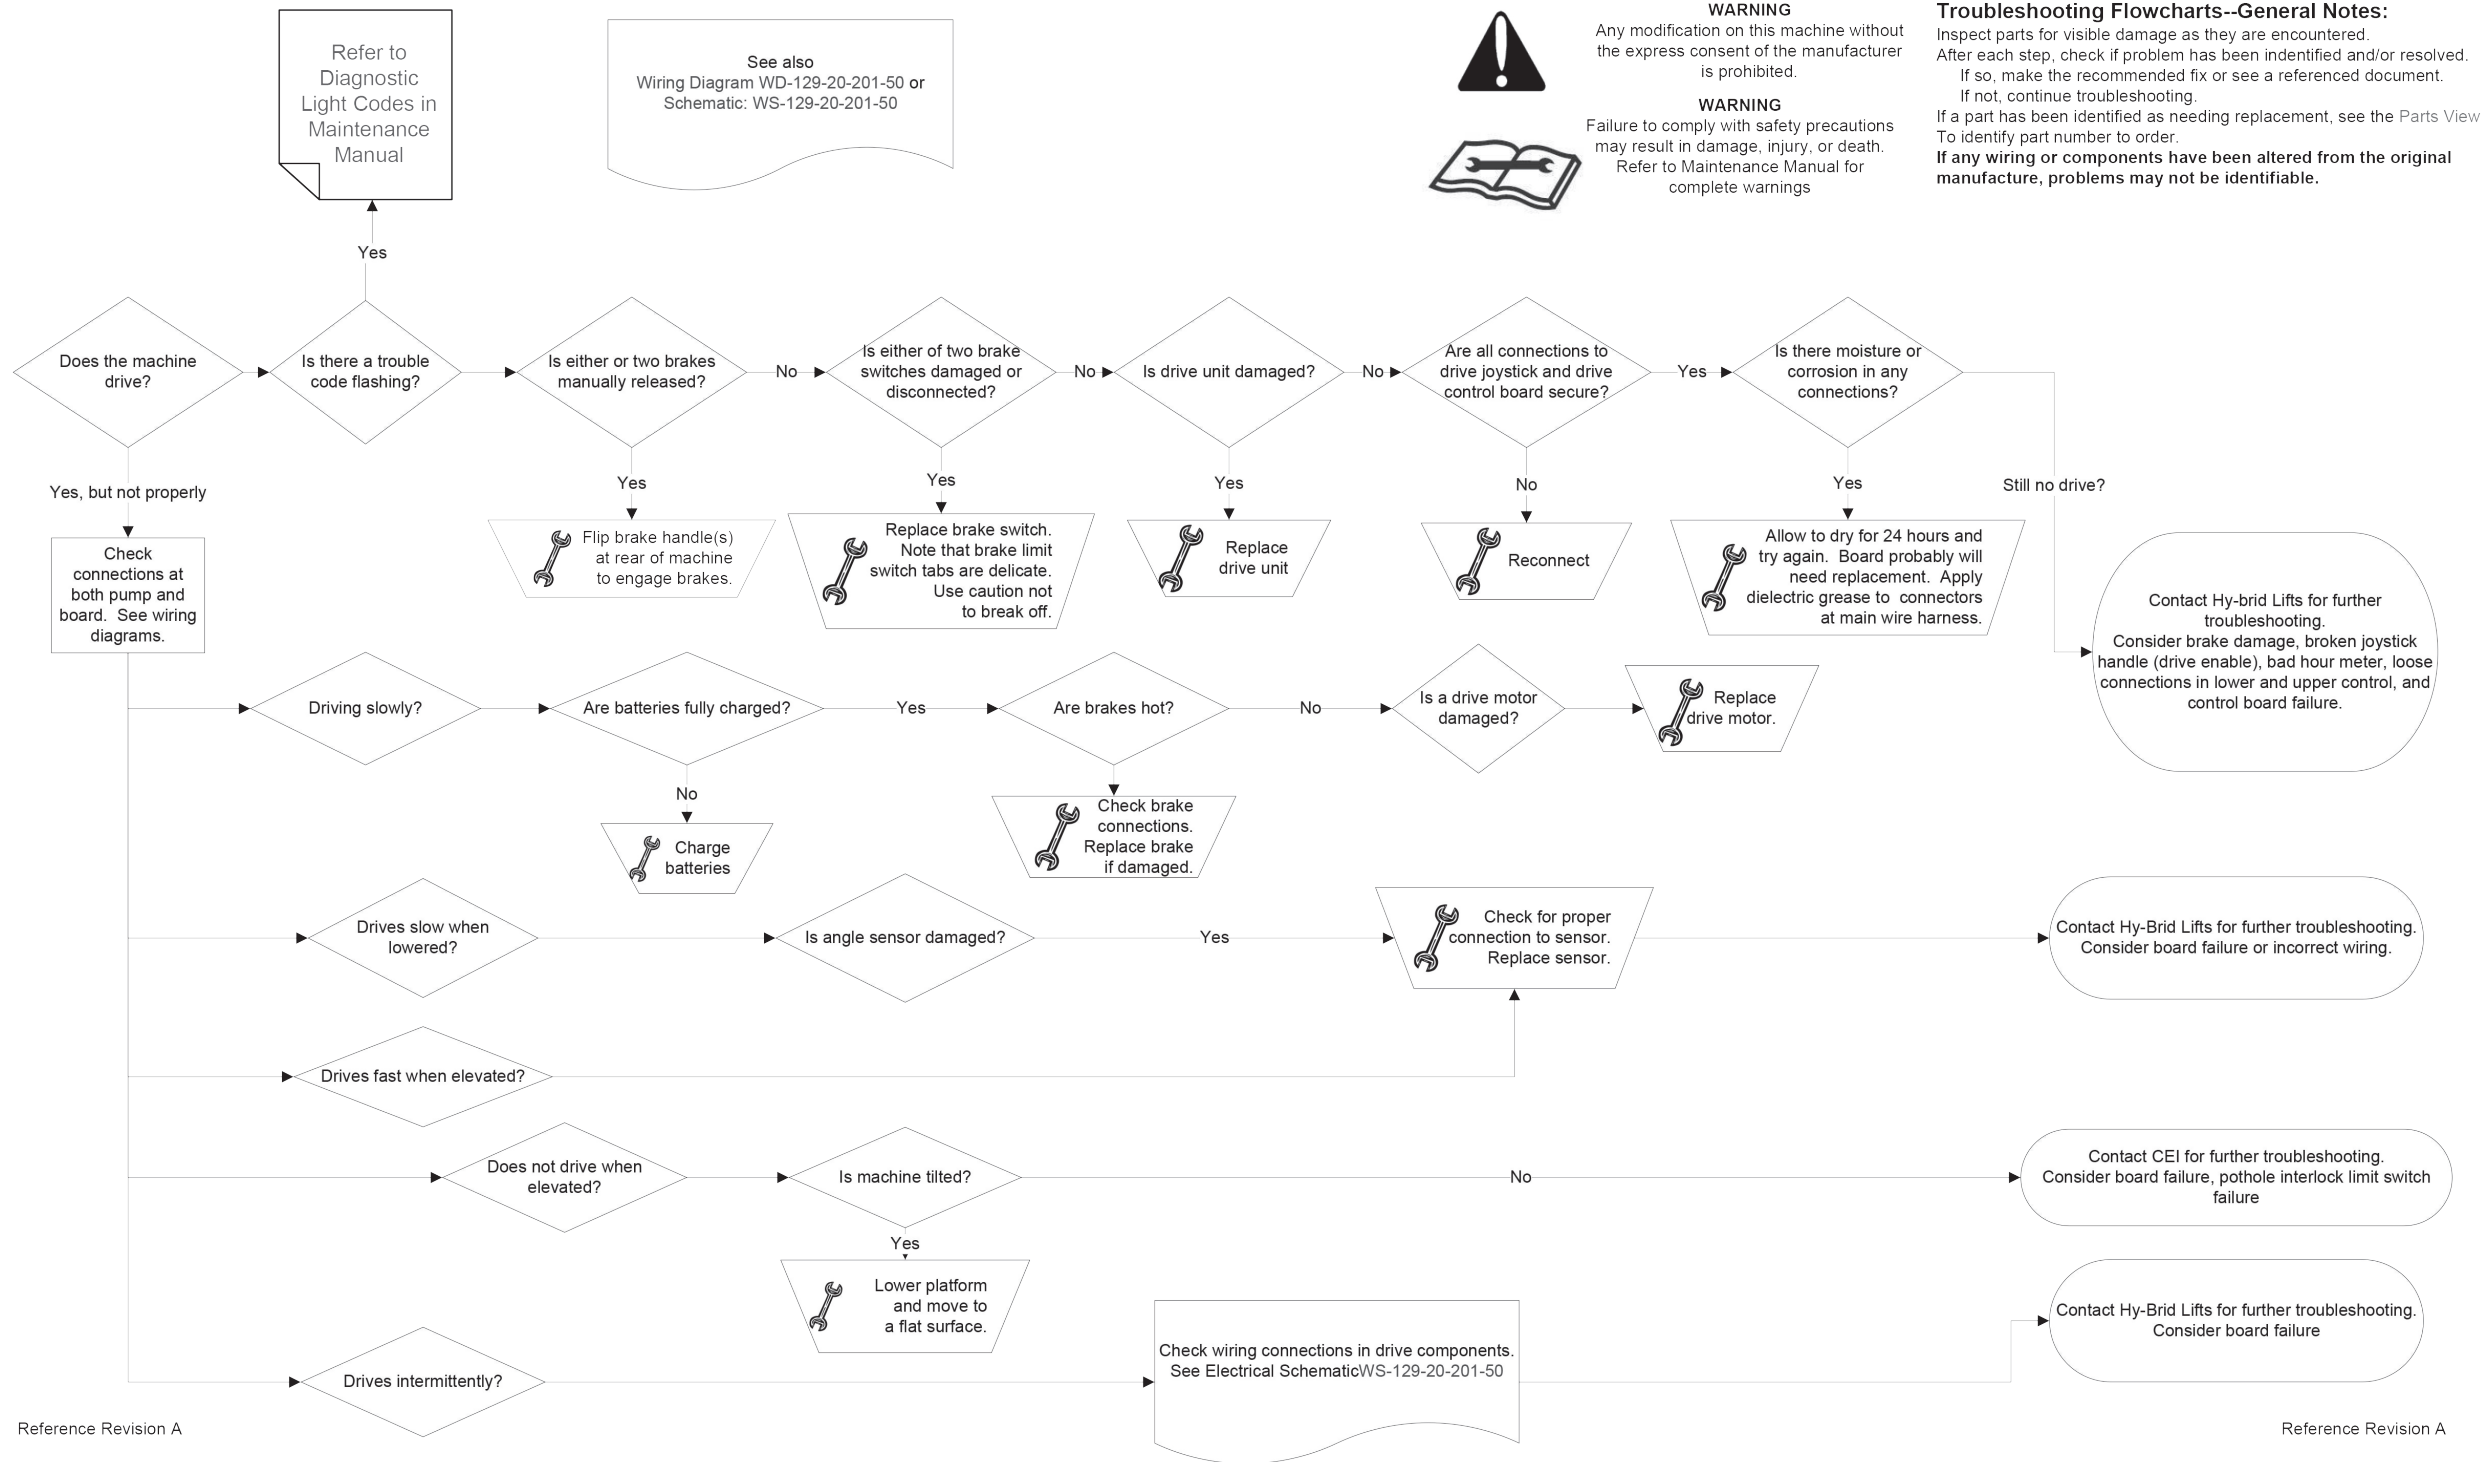 Refer to
Diagnostic
Light Codes in
Maintenance
Manual
See also
Wiring Diagram WD-129-20-201-50 or
Schematic: WS-129-20-201-50
WARNING
Any modification on this machine without
the express consent of the manufacturer
is prohibited.
WARNING
Failure to comply with safety precautions
may result in damage, injury, or death.
Refer to Maintenance Manual for
complete warnings
Troubleshooting Flowcharts--General Notes:
Inspect parts for visible damage as they are encountered.
After each step, check if problem has been indentified and/or resolved.
If so, make the recommended fix or see a referenced document.
If not, continue troubleshooting.
If a part has been identified as needing replacement, see the Parts View
To identify part number to order.
If any wiring or components have been altered from the original
manufacture, problems may not be identifiable.
Yes
Does the machine
drive?
Is there a trouble
code flashing?
Is either or two brakes
manually released?
No
Is either of two brake
switches damaged or
disconnected?
No
Is drive unit damaged?
No
Are all connections to
drive joystick and drive
control board secure?
Yes
Is there moisture or
corrosion in any
connections?
Yes, but not properly
Yes
Yes
Yes
No
Yes
Still no drive?
Check
connections at
both pump and
board. See wiring
diagrams.
Flip brake handle(s)
at rear of machine
to engage brakes.
Replace brake switch.
Note that brake limit
switch tabs are delicate.
Use caution not
to break off.
Replace
drive unit
Reconnect
Allow to dry for 24 hours and
try again. Board probably will
need replacement. Apply
dielectric grease to connectors
at main wire harness.
Contact Hy-brid Lifts for further
troubleshooting.
Consider brake damage, broken joystick
handle (drive enable), bad hour meter, loose
connections in lower and upper control, and
control board failure.
Driving slowly?
Are batteries fully charged?
Yes
Are brakes hot?
No
Is a drive motor
damaged?
Replace
drive motor.
No
Charge
batteries
Check brake
connections.
Replace brake
if damaged.
Drives slow when
lowered?
Is angle sensor damaged?
Yes
Check for proper
connection to sensor.
Replace sensor.
Contact Hy-Brid Lifts for further troubleshooting.
Consider board failure or incorrect wiring.
Drives fast when elevated?
Does not drive when
elevated?
Is machine tilted?
No
Contact CEI for further troubleshooting.
Consider board failure, pothole interlock limit switch
failure
Yes
Lower platform
and move to
a flat surface.
Drives intermittently?
Check wiring connections in drive components.
See Electrical SchematicWS-129-20-201-50
Contact Hy-Brid Lifts for further troubleshooting.
Consider board failure
Reference Revision A
Reference Revision A